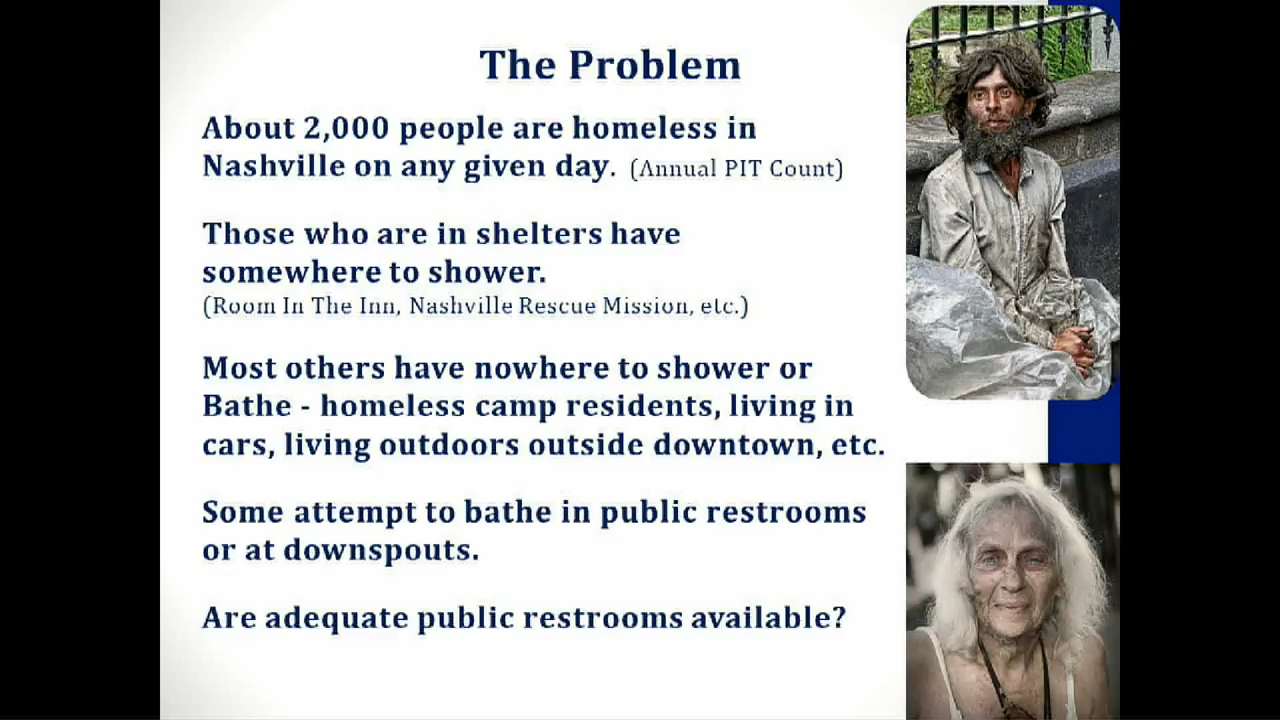 The Problem
About 2,000 people are homeless in
Nashville on any given day. (Annual PIT Count)
Those who are in shelters have
somewhere to shower.
(Room In The Inn, Nashville Rescue Mission, etc.)
Most others have nowhere to shower or
Bathe - homeless camp residents, living in
cars, living outdoors outside downtown, etc.
Some attempt to bathe in public restrooms
or at downspouts.
Are adequate public restrooms available?